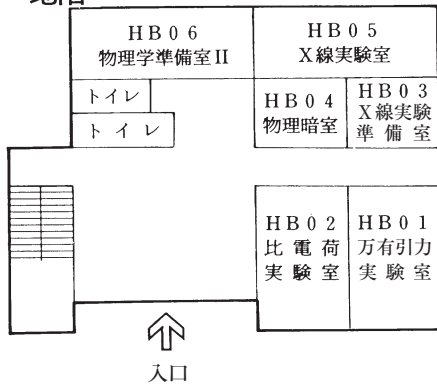 HB06
物理学準備室II
HB05
X線実験室
トイレ
トイレ
HB04
物理暗室
HB03
X線実験
準備室
HB02
比電荷
実験室
HB01
万有引力
実験室
入口